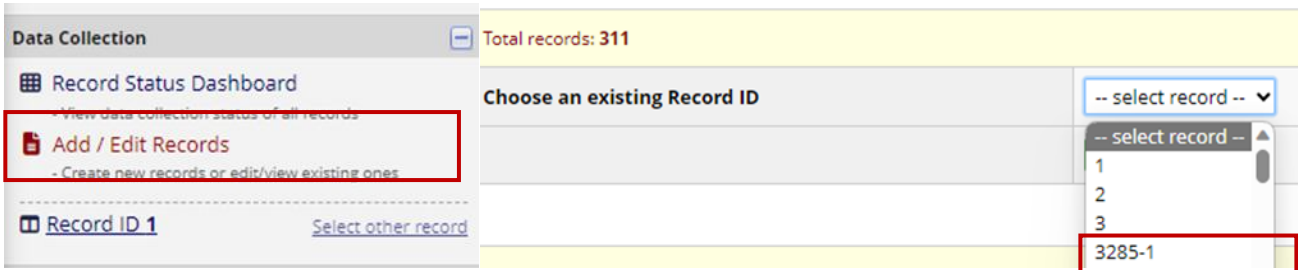 Data Collection
Record Status Dashboard
- View data collection status of all records
Add / Edit Records
- Create new records or edit/view existing ones
Record ID 1 Select other record
Total records: 311
Choose an existing Record ID
-- select record --
-- select record --
1
2
3
3285-1